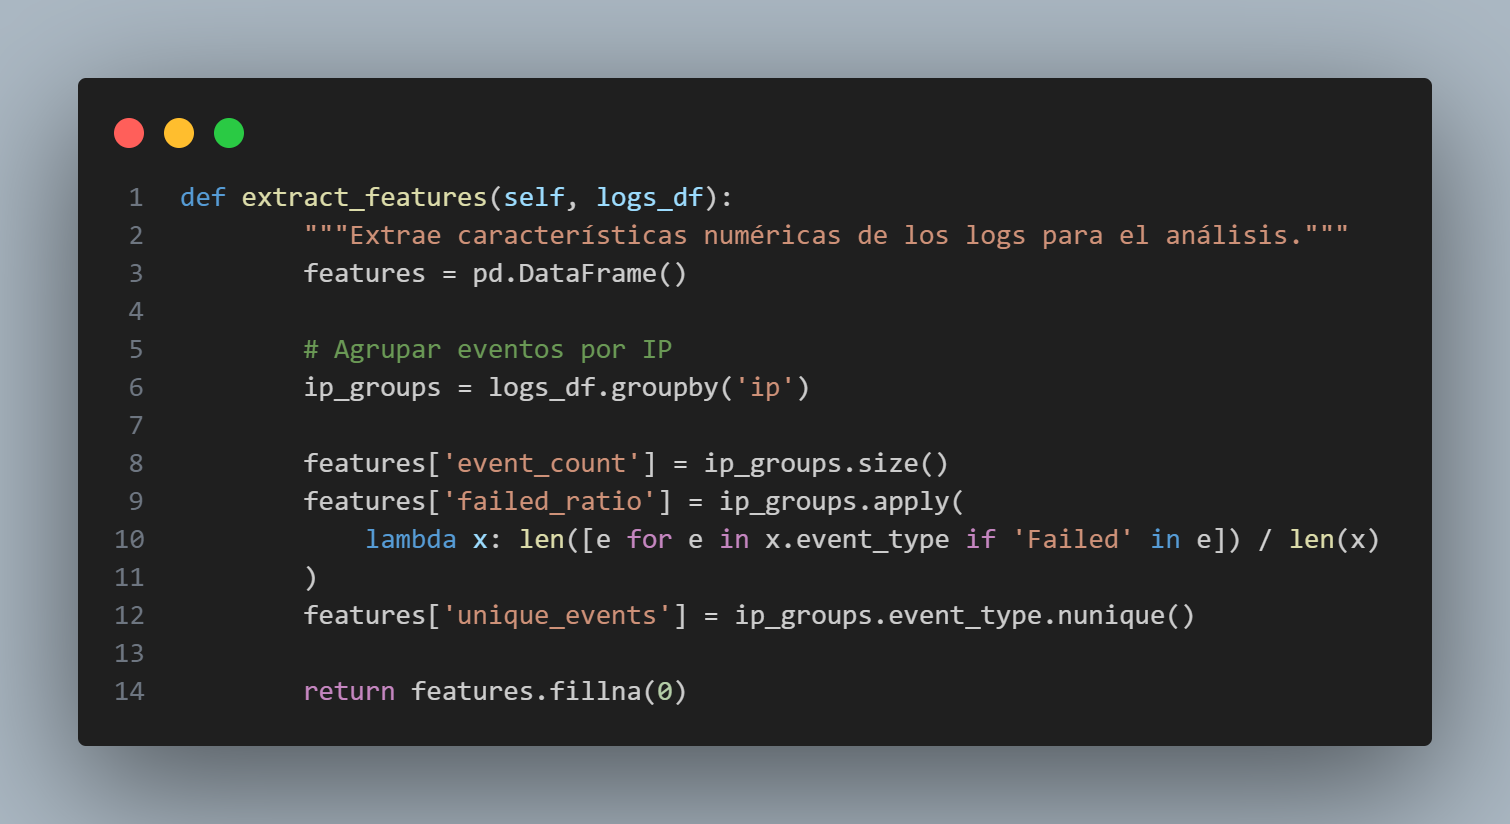 1 def extract_features(self, logs_df):
2         """Extrae características numéricas de los logs para el análisis."""
3         features = pd.DataFrame()
4
5         # Agrupar eventos por IP
6         ip_groups = logs_df.groupby('ip')
7
8         features['event_count'] = ip_groups.size()
9         features['failed_ratio'] = ip_groups.apply(
10             lambda x: len([e for e in x.event_type if 'Failed' in e]) / len(x)
11         )
12         features['unique_events'] = ip_groups.event_type.nunique()
13
14         return features.fillna(0)